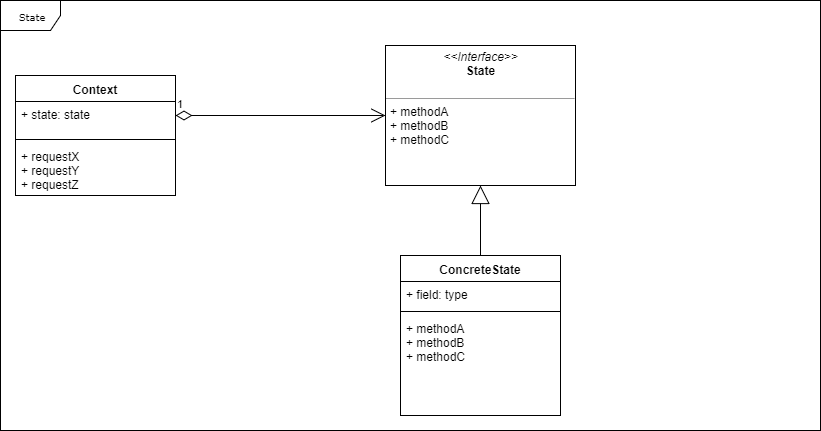 State
Context
+ state: state
+ requestX
+ requestY
+ requestZ
1
<<Interface>>
State
+ methodA
+ methodB
+ methodC
ConcreteState
+ field: type
+ methodA
+ methodB
+ methodC